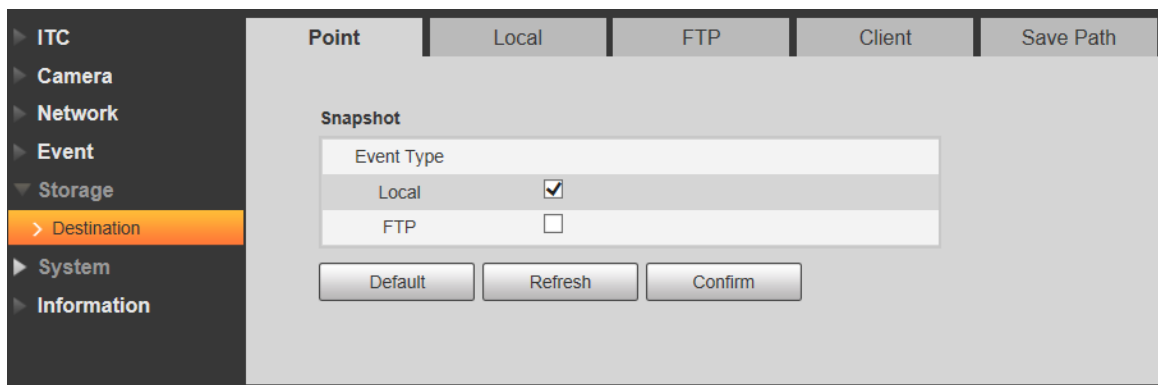 ITC
Camera
Network
Event
Storage
Destination
System
Information
Point Local FTP Client Save Path
Snapshot
Event Type
Local
FTP
Default Refresh Confirm